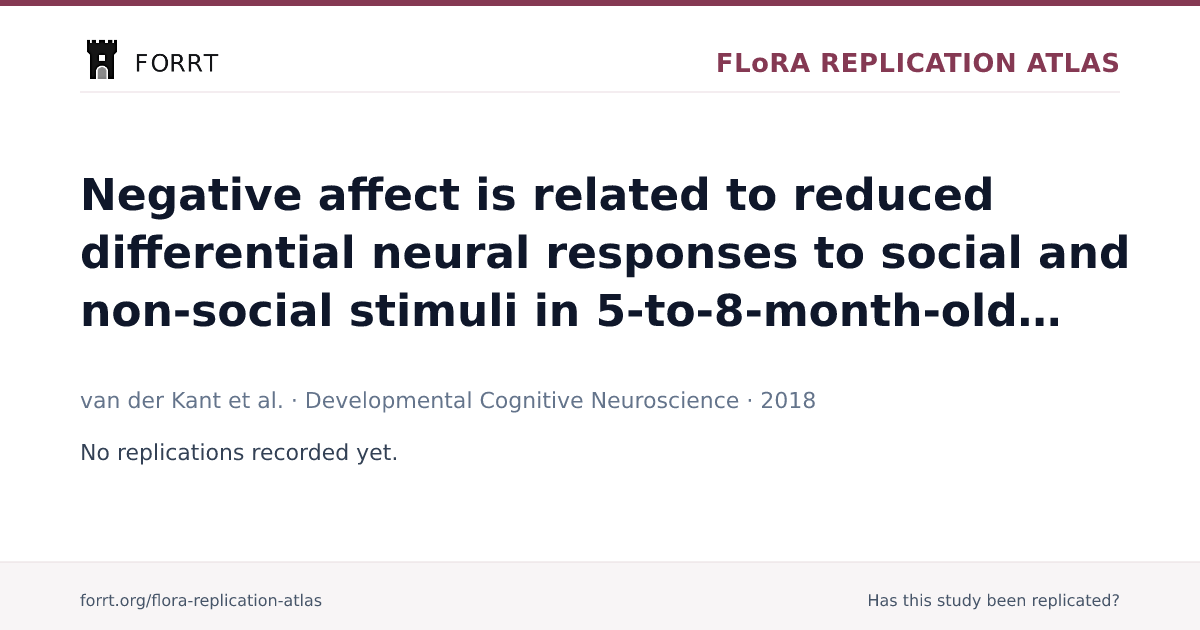 FORRT
FLoRA REPLICATION ATLAS
Negative affect is related to reduced
differential neural responses to social and
non-social stimuli in 5-to-8-month-old…
van der Kant et al. · Developmental Cognitive Neuroscience · 2018
No replications recorded yet.
forrt.org/flora-replication-atlas
Has this study been replicated?